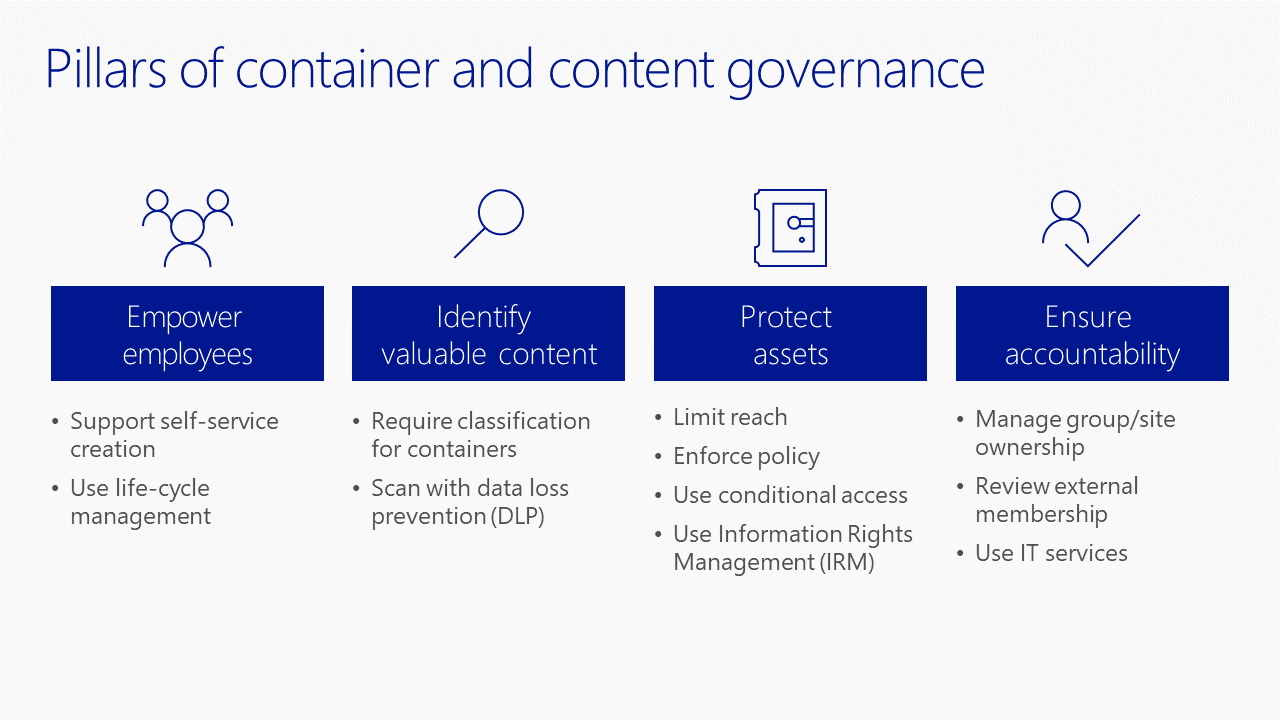 Pillars of container and content governance
Empower
employees
• Support self-service
creation
• Use life-cycle
management
Identify
valuable content
• Require classification
for containers
• Scan with data loss
prevention (DLP)
Protect
assets
• Limit reach
• Enforce policy
• Use conditional access
• Use Information Rights
Management (IRM)
Ensure
accountability
• Manage group/site
ownership
• Review external
membership
• Use IT services